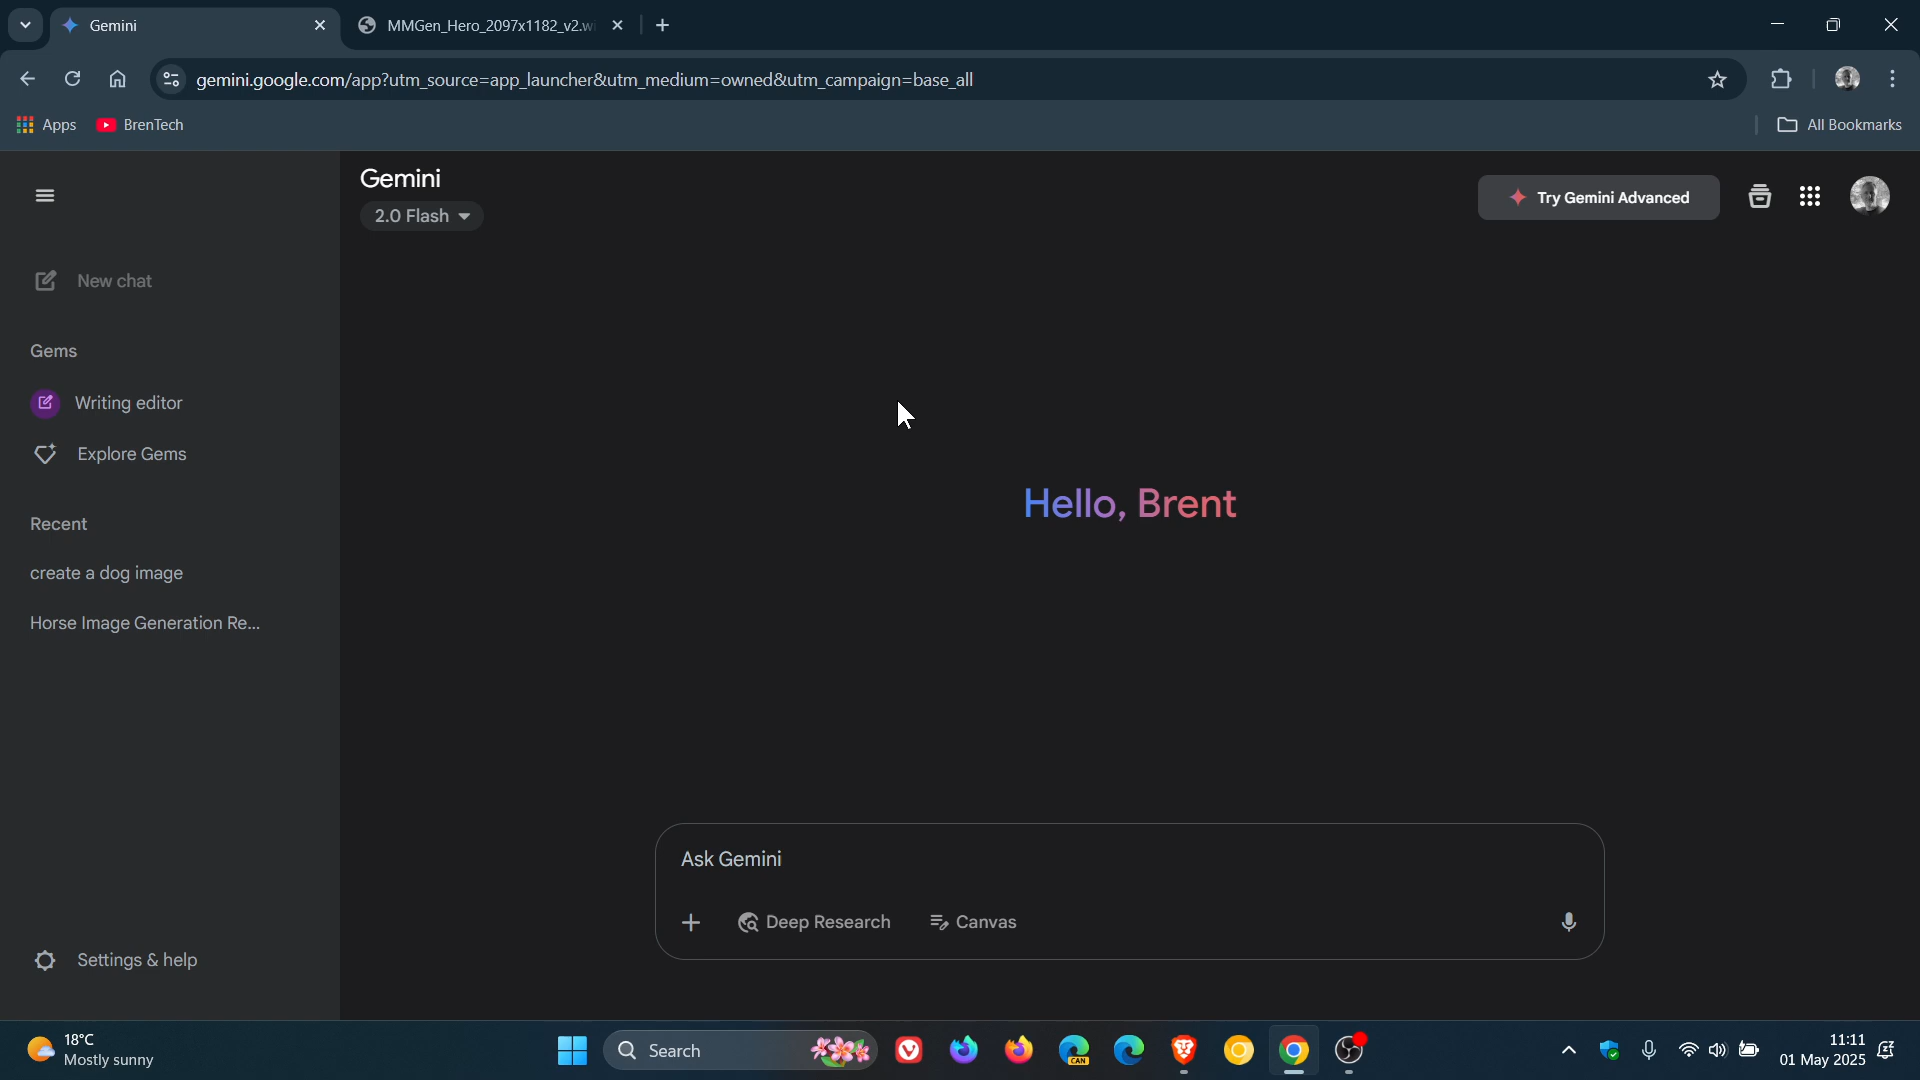 Gemini
MMGen_Hero_2097x1182_v2.w
gemini.google.com/app?utm_source=app_launcher&utm_medium=owned&utm_campaign=base_all
Apps
BrenTech
All Bookmarks
Gemini
2.0 Flash
Try Gemini Advanced
New chat
Gems
Writing editor
Explore Gems
Recent
create a dog image
Horse Image Generation Re...
Settings & help
Hello, Brent
Ask Gemini
Deep Research
Canvas
18°C
Mostly sunny
Search
CAN
11:11
01 May 2025